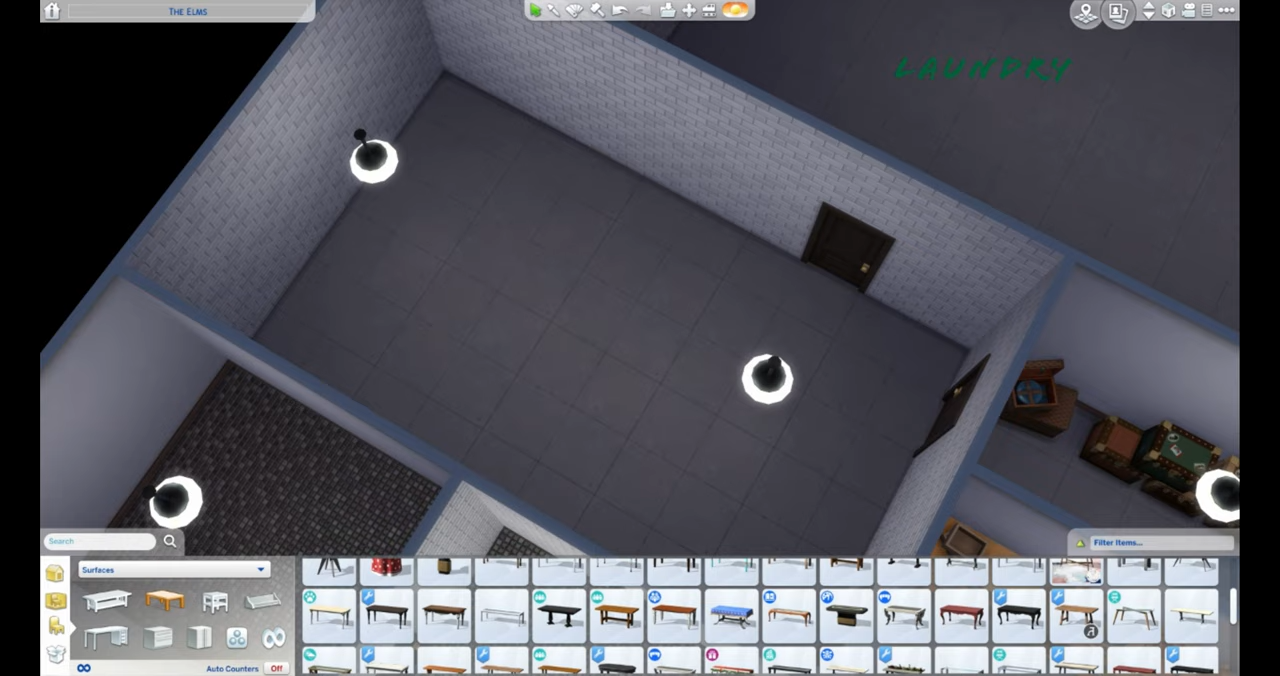 THE ELMS
LAUNDRY
Search
Filter Items...
Surfaces
Auto Counters
Off